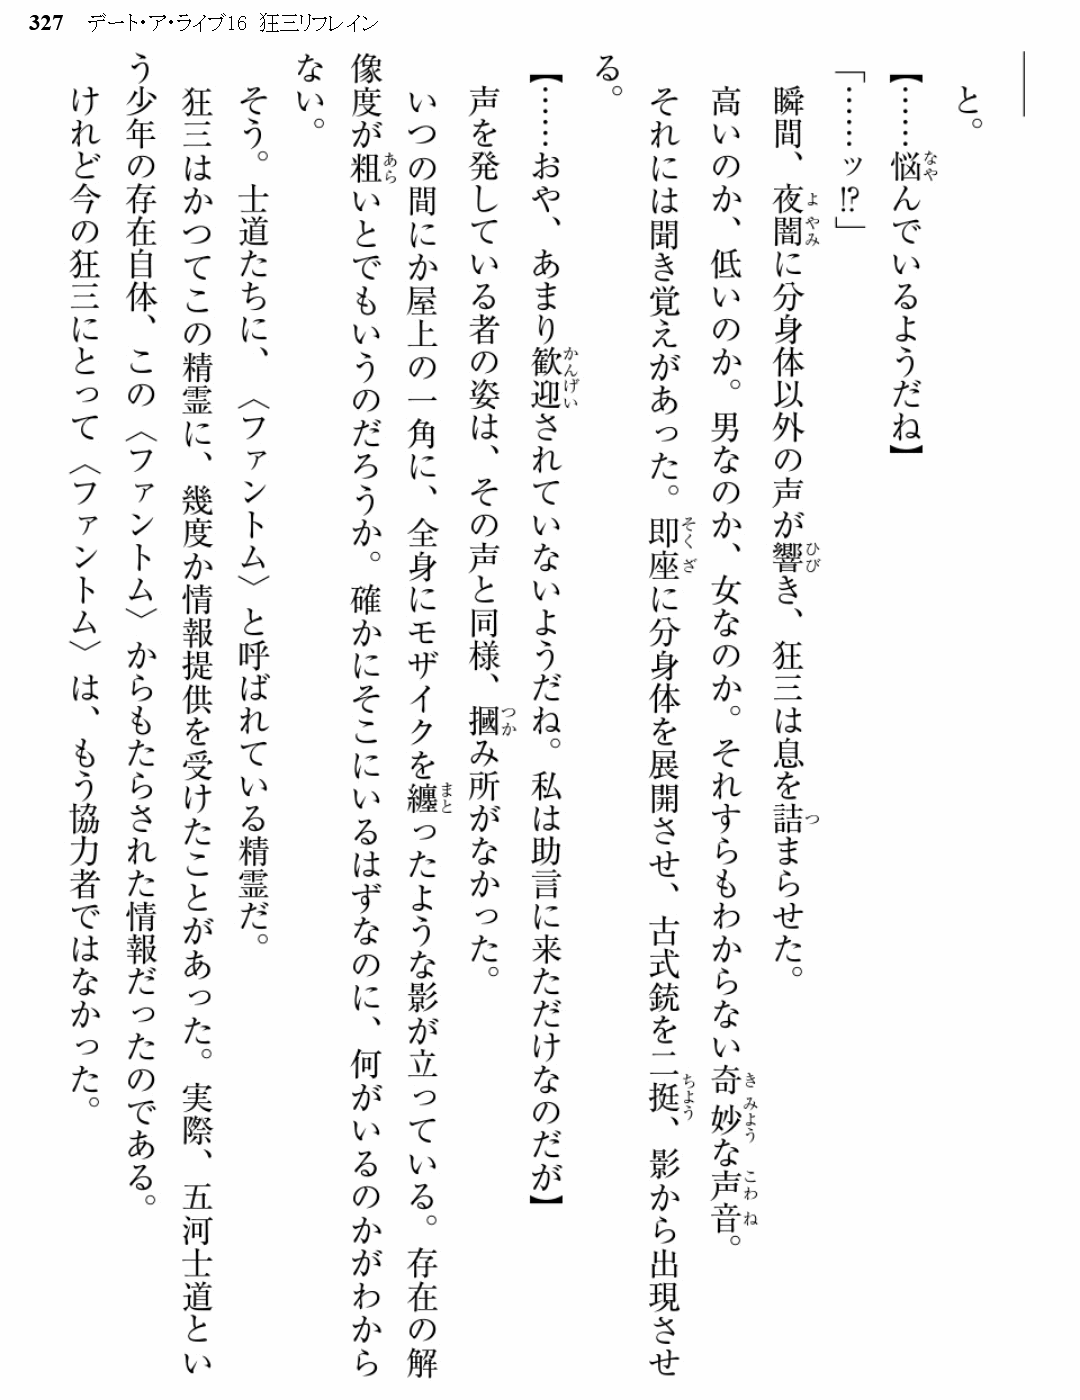 327 デート・ア・ライブ16 狂三リフレイン
――
と。
【……悩んでいるようだね】
「……ッ!?」
瞬間、夜闇に分身体以外の声が響き、狂三は息を詰まらせた。
高いのか、低いのか。男なのか、女なのか。それすらもわからない奇妙な声音。
それには聞き覚えがあった。即座に分身体を展開させ、古式銃を二挺、影から出現させ
る。
【……おや、あまり歓迎されていないようだね。私は助言に来ただけなのだが】
声を発している者の姿は、その声と同様、摑み所がなかった。
いつの間にか屋上の一角に、全身にモザイクを纏ったような影が立っている。存在の解
像度が粗いとでもいうのだろうか。確かにそこにいるはずなのに、何がいるのかがわから
ない。
そう。士道たちに、〈ファントム〉と呼ばれている精霊だ。
狂三はかつてこの精霊に、幾度か情報提供を受けたことがあった。実際、五河士道とい
う少年の存在自体、この〈ファントム〉からもたらされた情報だったのである。
けれど今の狂三にとって〈ファントム〉は、もう協力者ではなかった。